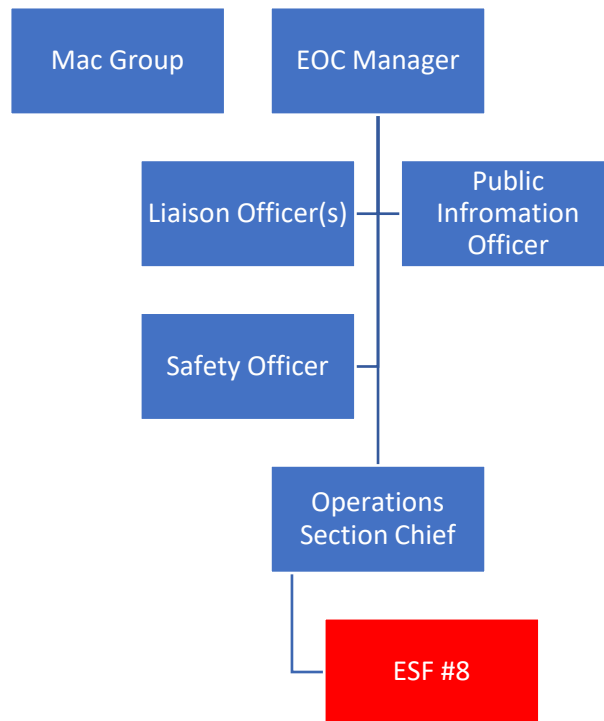 Mac Group
EOC Manager
Liaison Officer(s)
Public
Infromation
Officer
Safety Officer
Operations
Section Chief
ESF #8